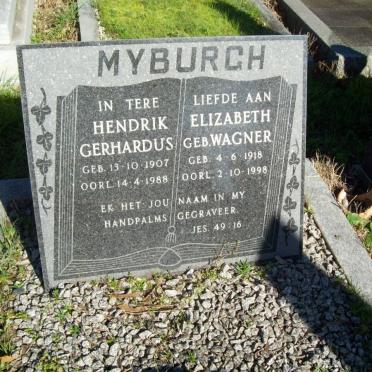 MYBURGH
IN TERE
HENDRIK
GERHARDUS
GEB. 13-10-1907
OORL. 14-4-1988
LIEFDE AAN
ELIZABETH
GEB. WAGNER
GEB. 4-6-1918
OORL. 2-10-1998
EK HET JOU NAAM IN MY
HANDPALMS GEGRAVEER.
JES. 49:16